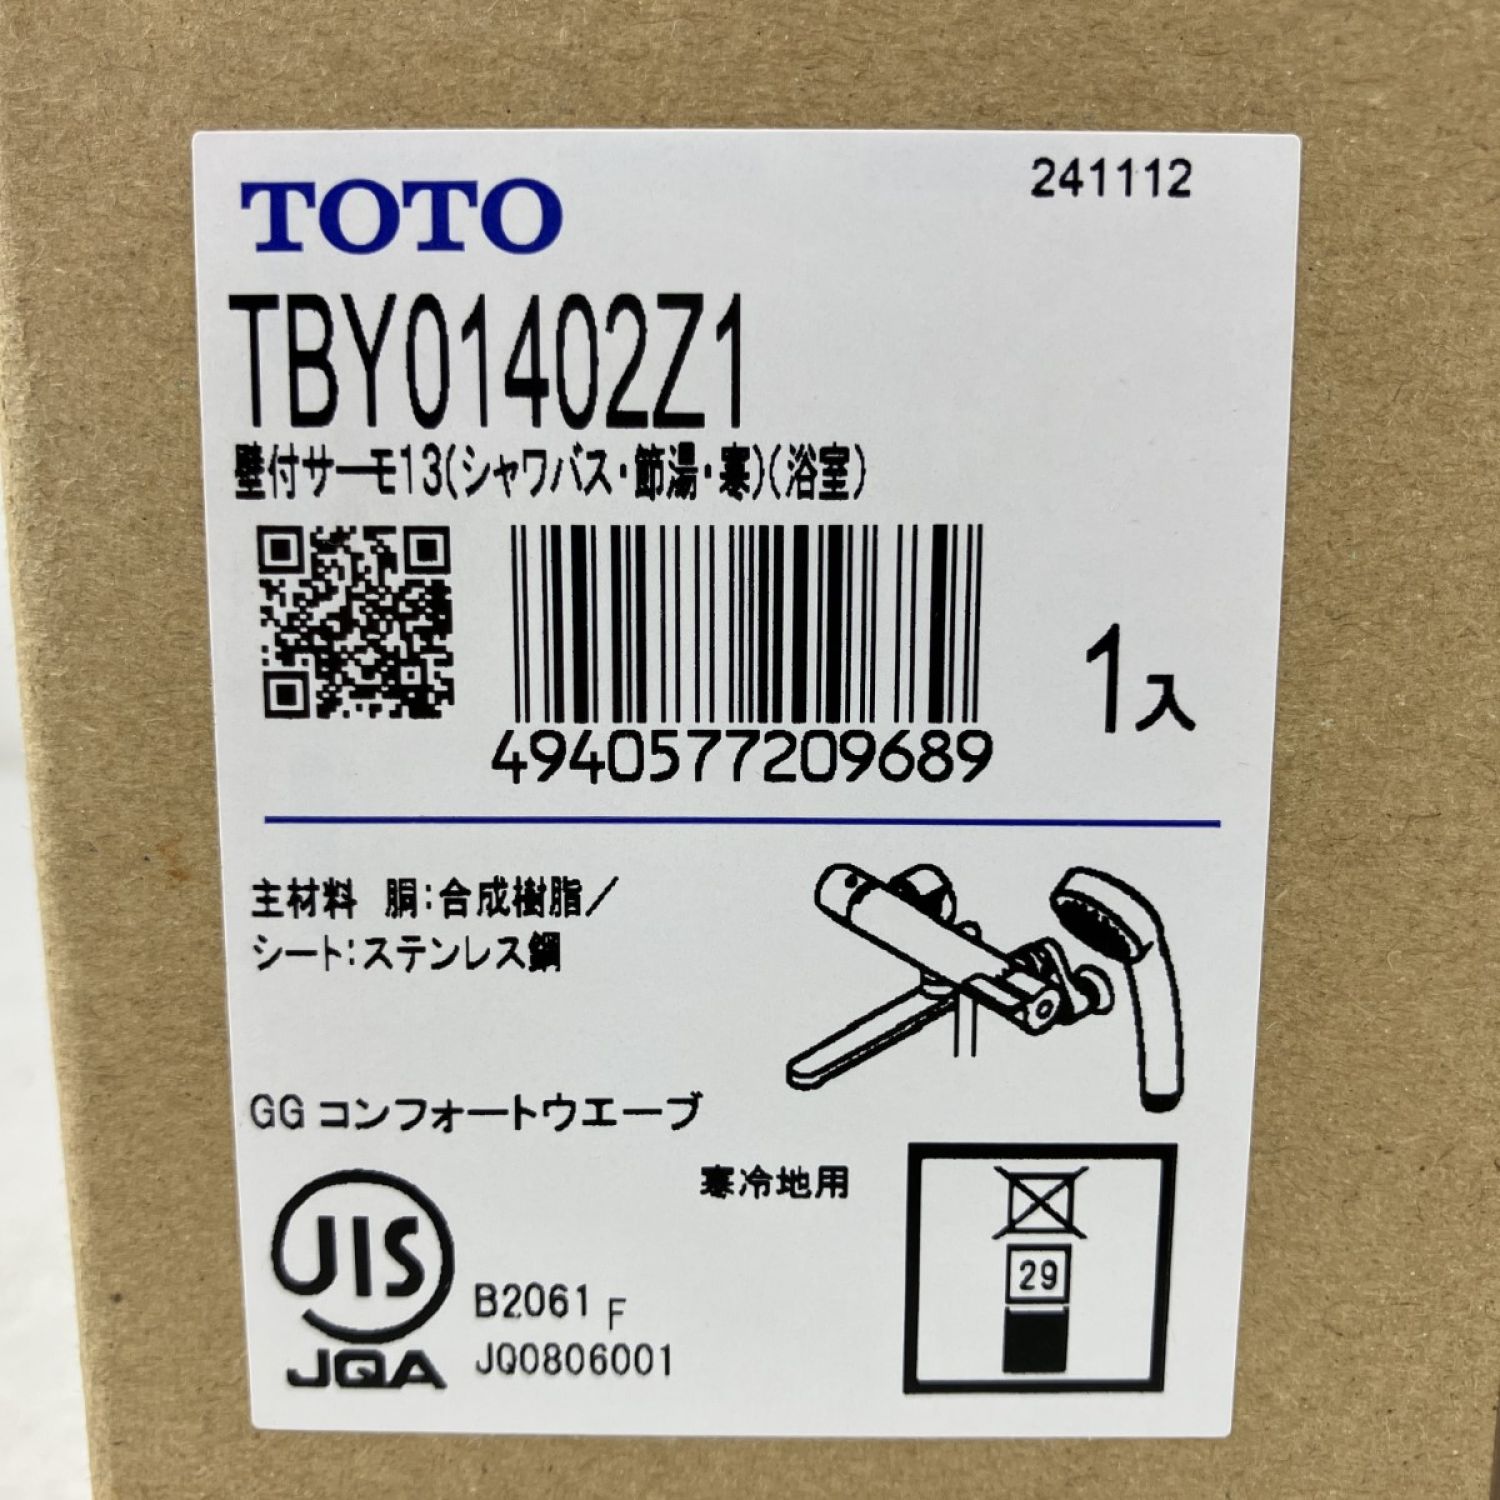 TOTO
241112
TBY01402Z1
壁付サーモ13(シャワバス・節湯・寒)(浴室)
4940577209689
1入
主材料 胴:合成樹脂/
シート:ステンレス鋼
GG コンフォートウエーブ
寒冷地用
29
JIS
JQA
B2061 F
JQ0806001